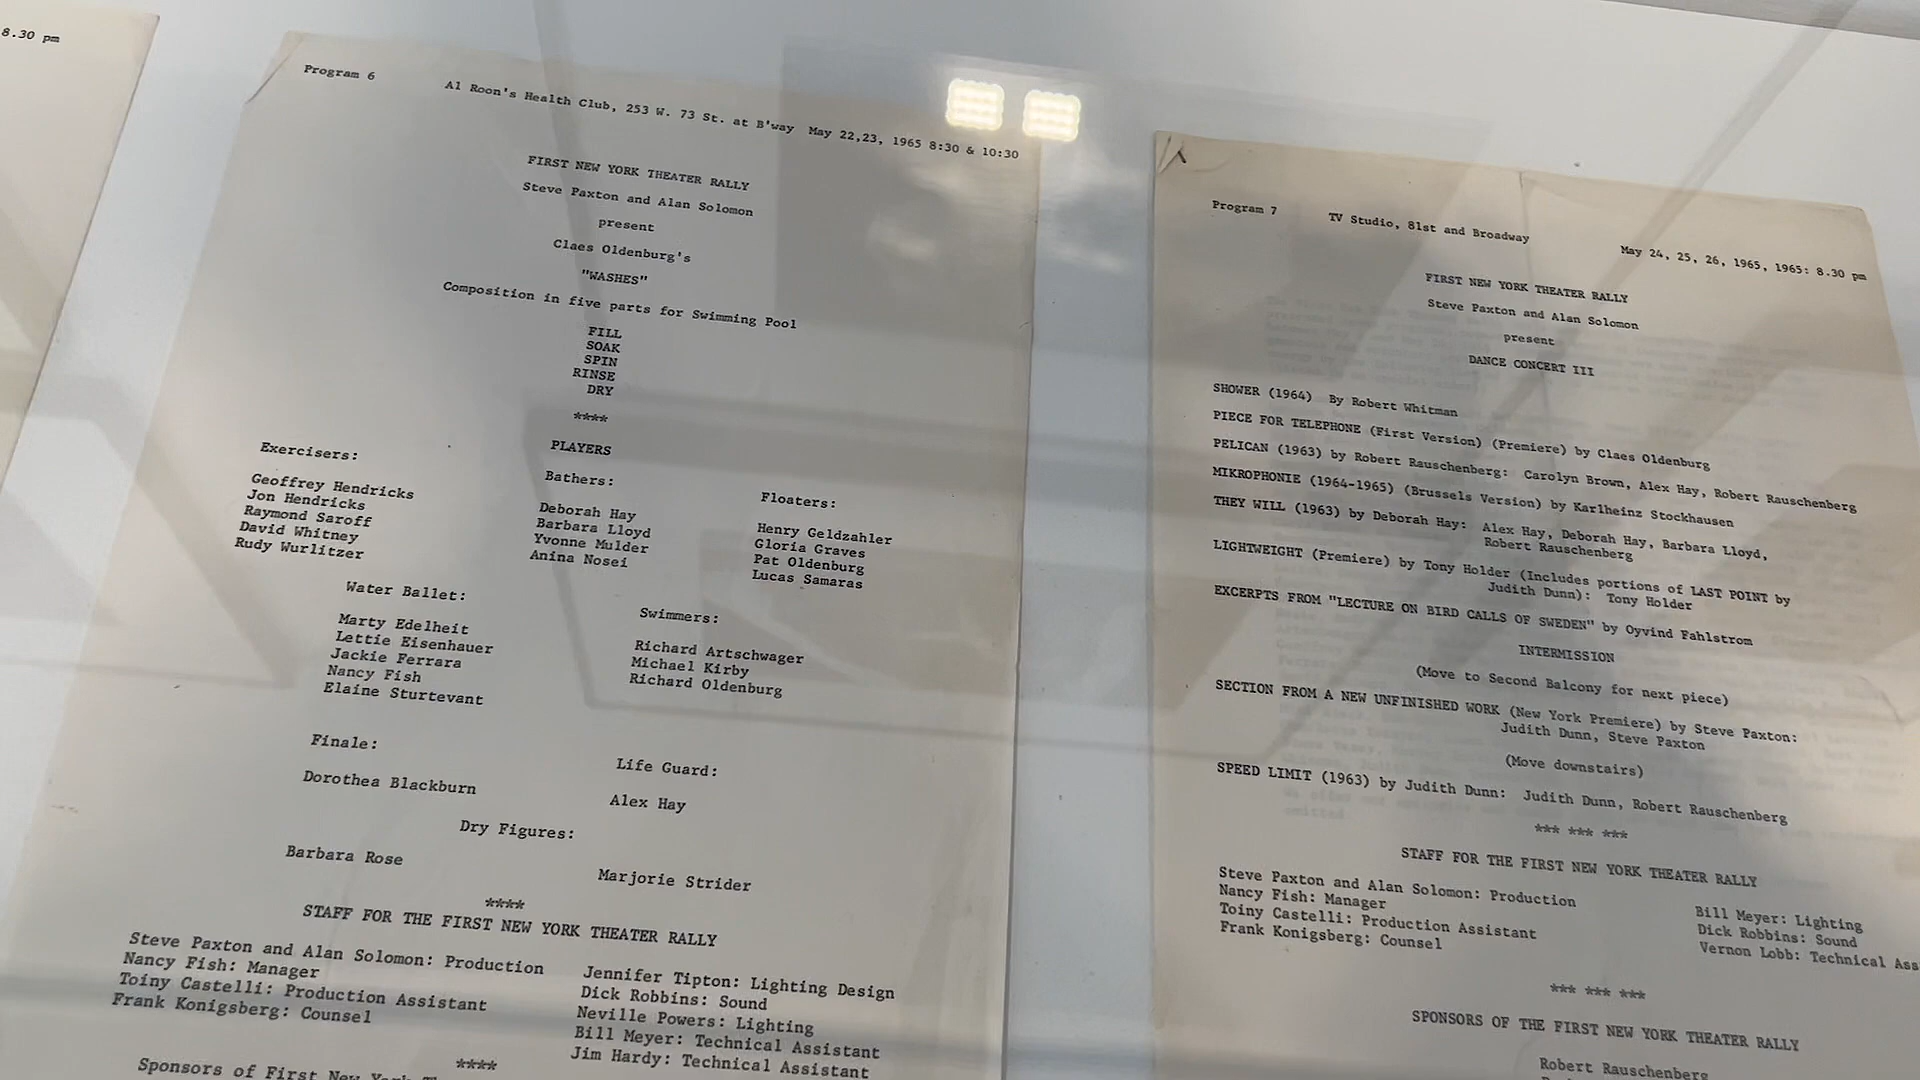 8.30 pm
Program 6
Al Roon's Health Club, 253 W. 73 St. at B'way May 22,23, 1965 8:30 & 10:30
FIRST NEW YORK THEATER RALLY
Steve Paxton and Alan Solomon
present
Claes Oldenburg's
"WASHES"
Composition in five parts for Swimming Pool
FILL
SOAK
SPIN
RINSE
DRY
****
PLAYERS
Exercisers:
Geoffrey Hendricks
Jon Hendricks
Raymond Saroff
David Whitney
Rudy Wurlitzer
Bathers:
Deborah Hay
Barbara Lloyd
Yvonne Mulder
Anina Nosei
Floaters:
Henry Geldzahler
Gloria Graves
Pat Oldenburg
Lucas Samaras
Water Ballet:
Marty Edelheit
Lettie Eisenhauer
Jackie Ferrara
Nancy Fish
Elaine Sturtevant
Swimmers:
Richard Artschwager
Michael Kirby
Richard Oldenburg
Finale:
Dorothea Blackburn
Life Guard:
Alex Hay
Dry Figures:
Barbara Rose
Marjorie Strider
****
STAFF FOR THE FIRST NEW YORK THEATER RALLY
Steve Paxton and Alan Solomon: Production
Nancy Fish: Manager
Toiny Castelli: Production Assistant
Frank Konigsberg: Counsel
Jennifer Tipton: Lighting Design
Dick Robbins: Sound
Neville Powers: Lighting
Bill Meyer: Technical Assistant
Jim Hardy: Technical Assistant
****
Sponsors of First New York
Program 7
TV Studio, 81st and Broadway
May 24, 25, 26, 1965, 1965: 8.30 pm
FIRST NEW YORK THEATER RALLY
Steve Paxton and Alan Solomon
present
DANCE CONCERT III
SHOWER (1964) By Robert Whitman
PIECE FOR TELEPHONE (First Version) (Premiere) by Claes Oldenburg
PELICAN (1963) by Robert Rauschenberg: Carolyn Brown, Alex Hay, Robert Rauschenberg
MIKROPHONIE (1964-1965) (Brussels Version) by Karlheinz Stockhausen
THEY WILL (1963) by Deborah Hay: Alex Hay, Deborah Hay, Barbara Lloyd,
Robert Rauschenberg
LIGHTWEIGHT (Premiere) by Tony Holder (Includes portions of LAST POINT by
Judith Dunn): Tony Holder
EXCERPTS FROM "LECTURE ON BIRD CALLS OF SWEDEN" by Oyvind Fahlstrom
INTERMISSION
(Move to Second Balcony for next piece)
SECTION FROM A NEW UNFINISHED WORK (New York Premiere) by Steve Paxton:
Judith Dunn, Steve Paxton
(Move downstairs)
SPEED LIMIT (1963) by Judith Dunn: Judith Dunn, Robert Rauschenberg
*** *** ***
STAFF FOR THE FIRST NEW YORK THEATER RALLY
Steve Paxton and Alan Solomon: Production
Nancy Fish: Manager
Toiny Castelli: Production Assistant
Frank Konigsberg: Counsel
Bill Meyer: Lighting
Dick Robbins: Sound
Vernon Lobb: Technical Ass
*** *** ***
SPONSORS OF THE FIRST NEW YORK THEATER RALLY
Robert Rauschenberg